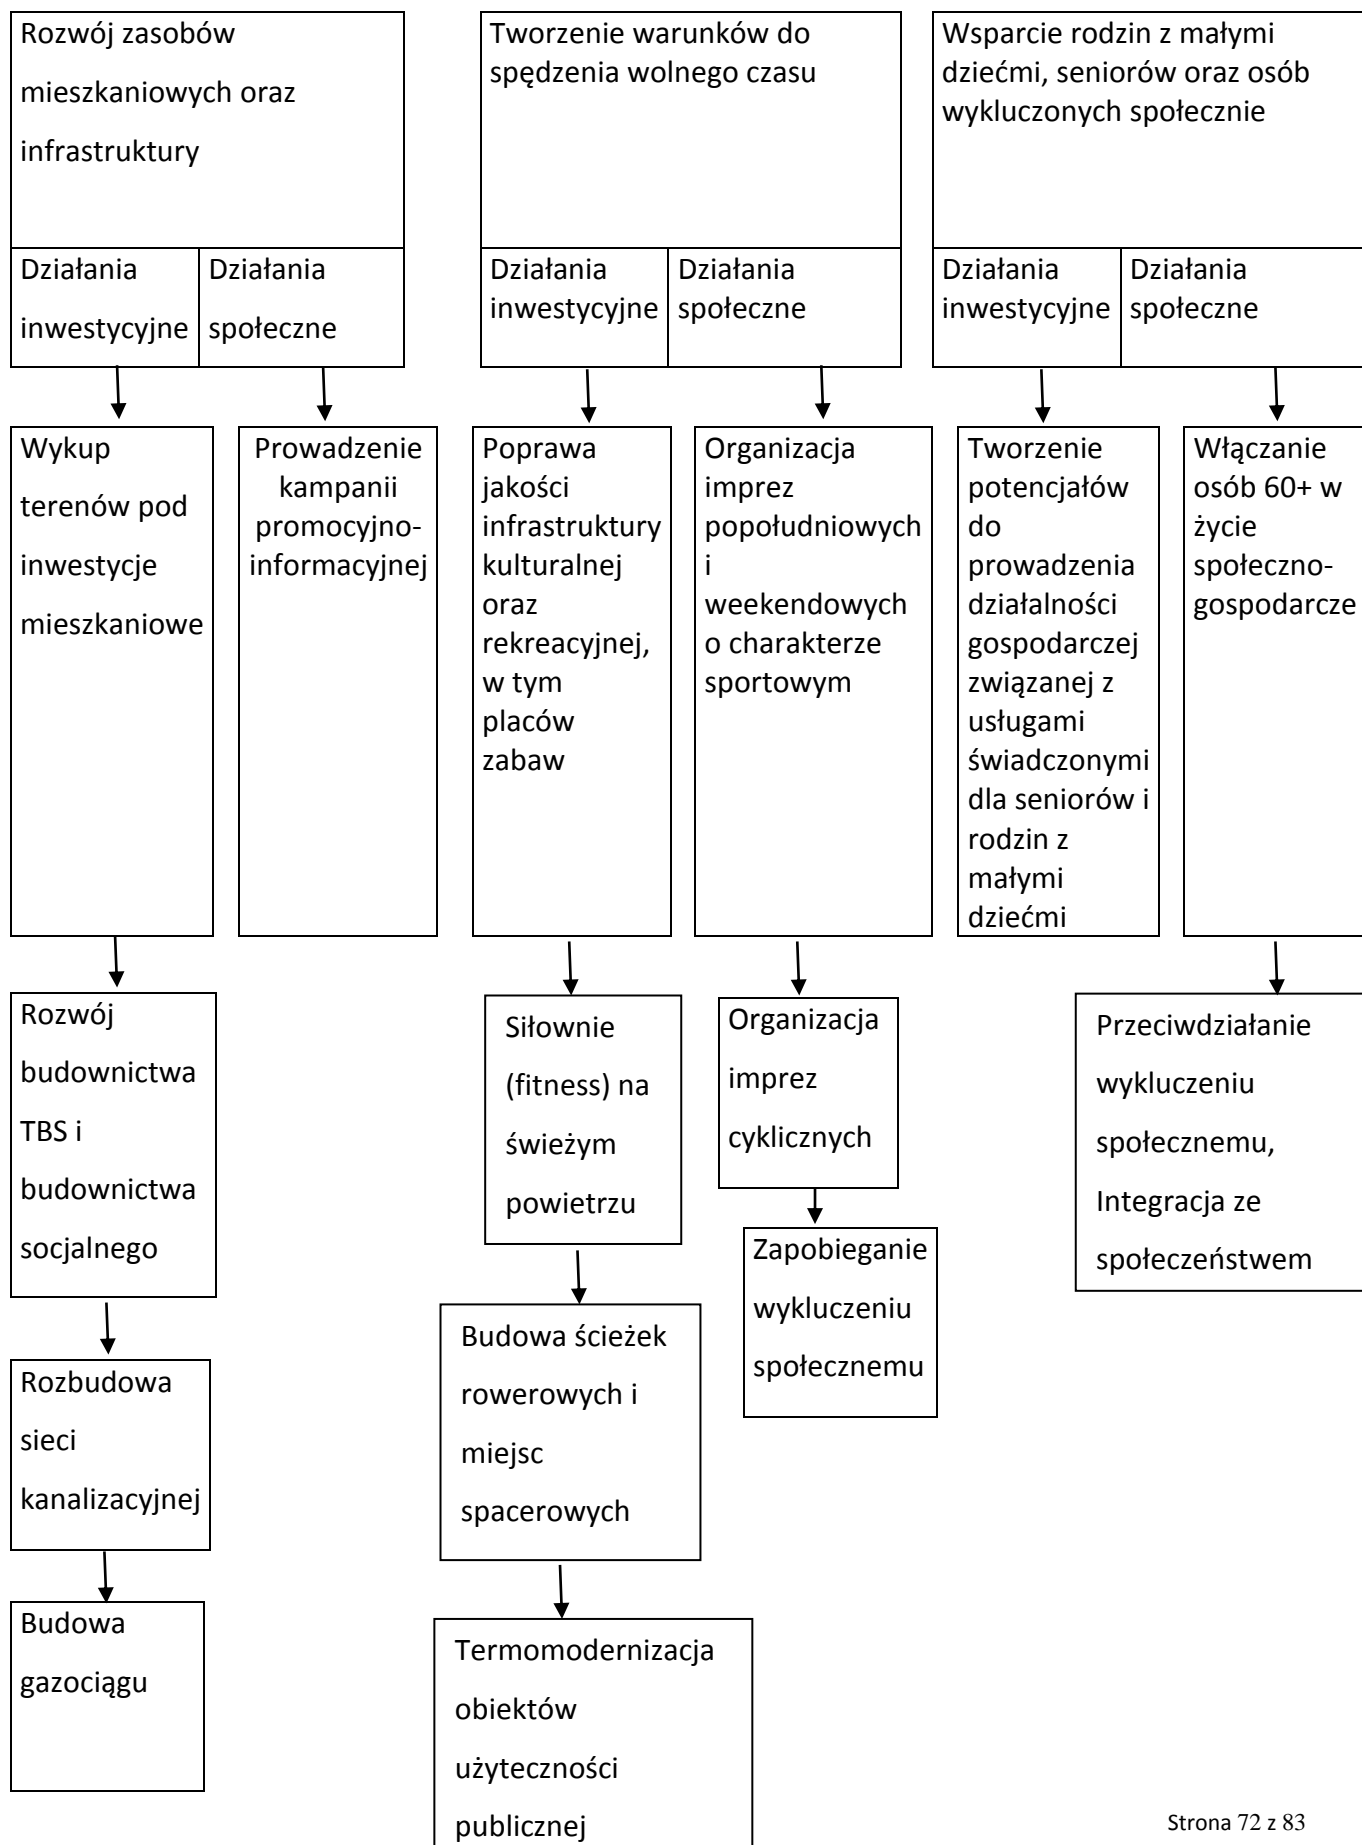 Rozwój zasobów
mieszkaniowych oraz
infrastruktury
Działania
inwestycyjne
Działania
społeczne
Tworzenie warunków do
spędzenia wolnego czasu
Działania
inwestycyjne
Działania
społeczne
Wsparcie rodzin z małymi
dziećmi, seniorów oraz osób
wykluczonych społecznie
Działania
inwestycyjne
Działania
społeczne
Wykup
terenów pod
inwestycje
mieszkaniowe
Prowadzenie
kampanii
promocyjno-
informacyjnej
Poprawa
jakości
infrastruktury
kulturalnej
oraz
rekreacyjnej,
w tym
placów
zabaw
Organizacja
imprez
popołudniowych
i
weekendowych
o charakterze
sportowym
Tworzenie
potencjałów
do
prowadzenia
działalności
gospodarczej
związanej z
usługami
świadczonymi
dla seniorów i
rodzin z
małymi
dziećmi
Włączanie
osób 60+ w
życie
społeczno-
gospodarcze
Rozwój
budownictwa
TBS i
budownictwa
socjalnego
Siłownie
(fitness) na
świeżym
powietrzu
Organizacja
imprez
cyklicznych
Przeciwdziałanie
wykluczeniu
społecznemu,
Integracja ze
społeczeństwem
Zapobieganie
wykluczeniu
społecznemu
Rozbudowa
sieci
kanalizacyjnej
Budowa ścieżek
rowerowych i
miejsc
spacerowych
Budowa
gazociągu
Termomodernizacja
obiektów
użyteczności
publicznej
Strona 72 z 83